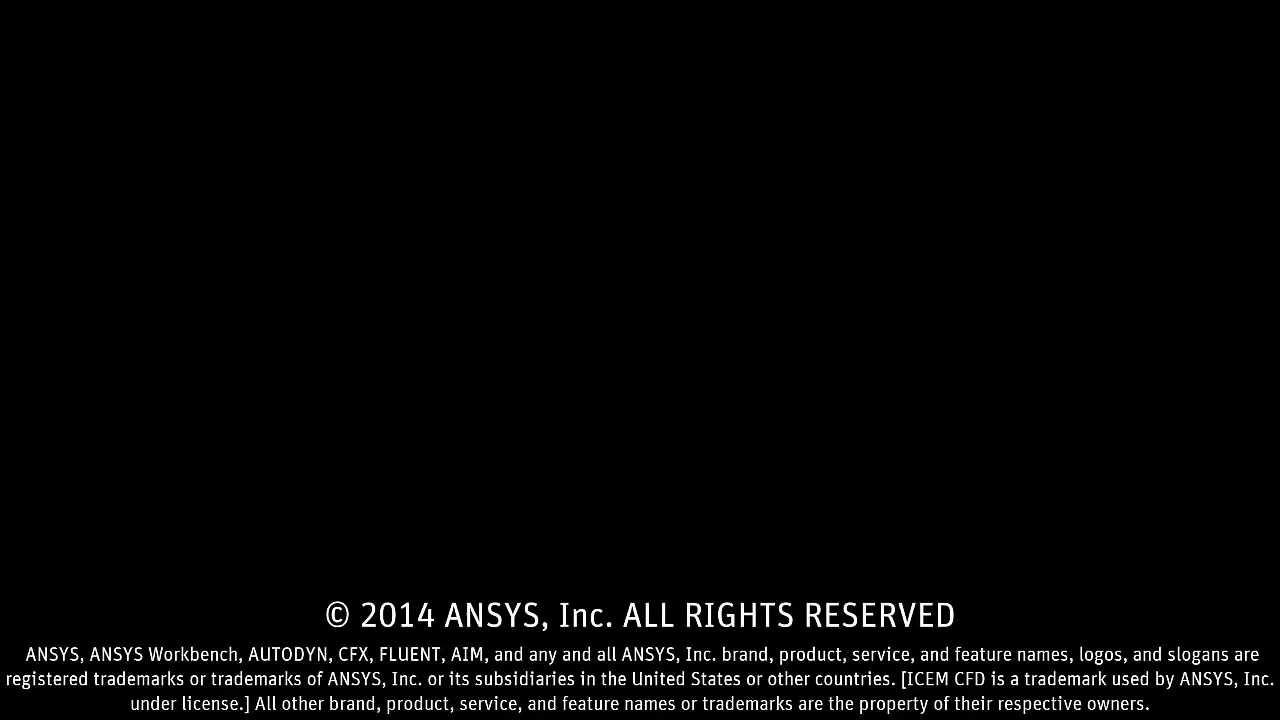 © 2014 ANSYS, Inc. ALL RIGHTS RESERVED
ANSYS, ANSYS Workbench, AUTODYN, CFX, FLUENT, AIM, and any and all ANSYS, Inc. brand, product, service, and feature names, logos, and slogans are
registered trademarks or trademarks of ANSYS, Inc. or its subsidiaries in the United States or other countries. [ICEM CFD is a trademark used by ANSYS, Inc.
under license.] All other brand, product, service, and feature names or trademarks are the property of their respective owners.